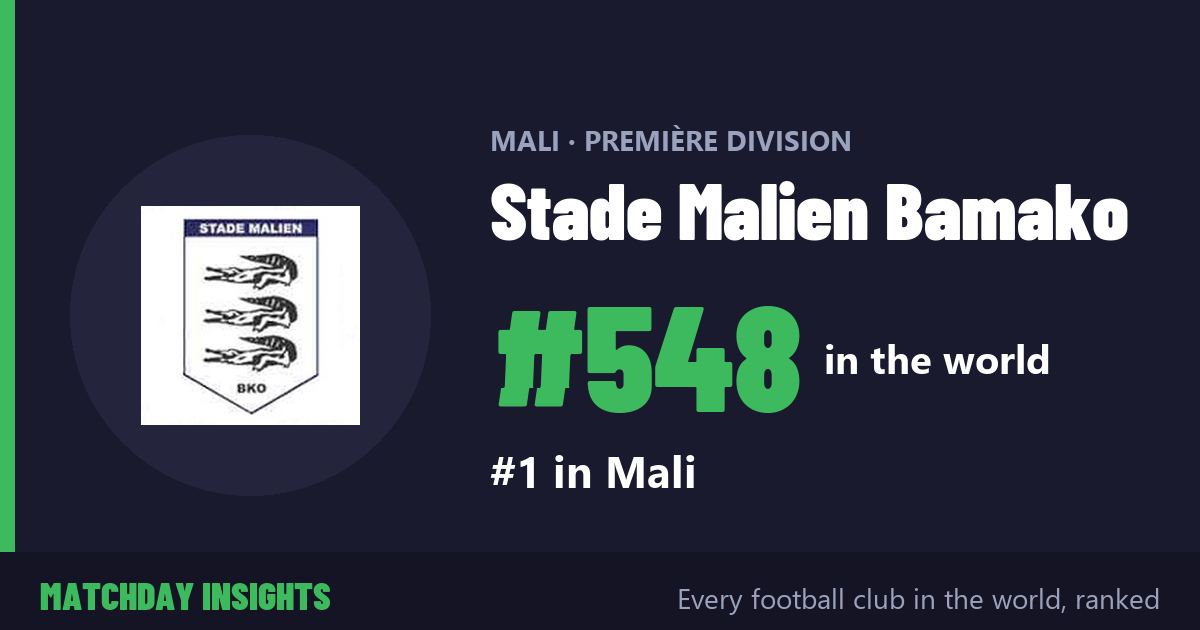 STADE MALIEN
BKO
MALI · PREMIÈRE DIVISION
Stade Malien Bamako
#548 in the world
#1 in Mali
MATCHDAY INSIGHTS
Every football club in the world, ranked